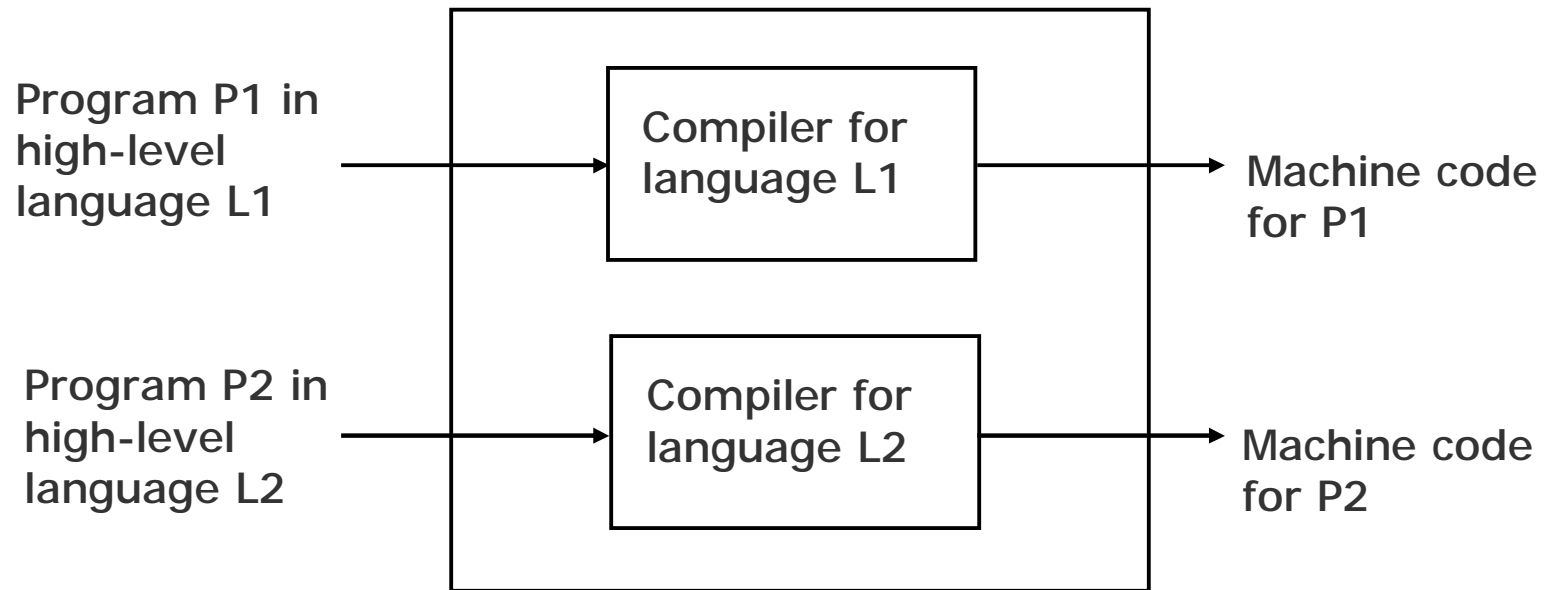 Program P1 in
high-level
language L1
Compiler for
language L1
Machine code
for P1
Program P2 in
high-level
language L2
Compiler for
language L2
Machine code
for P2